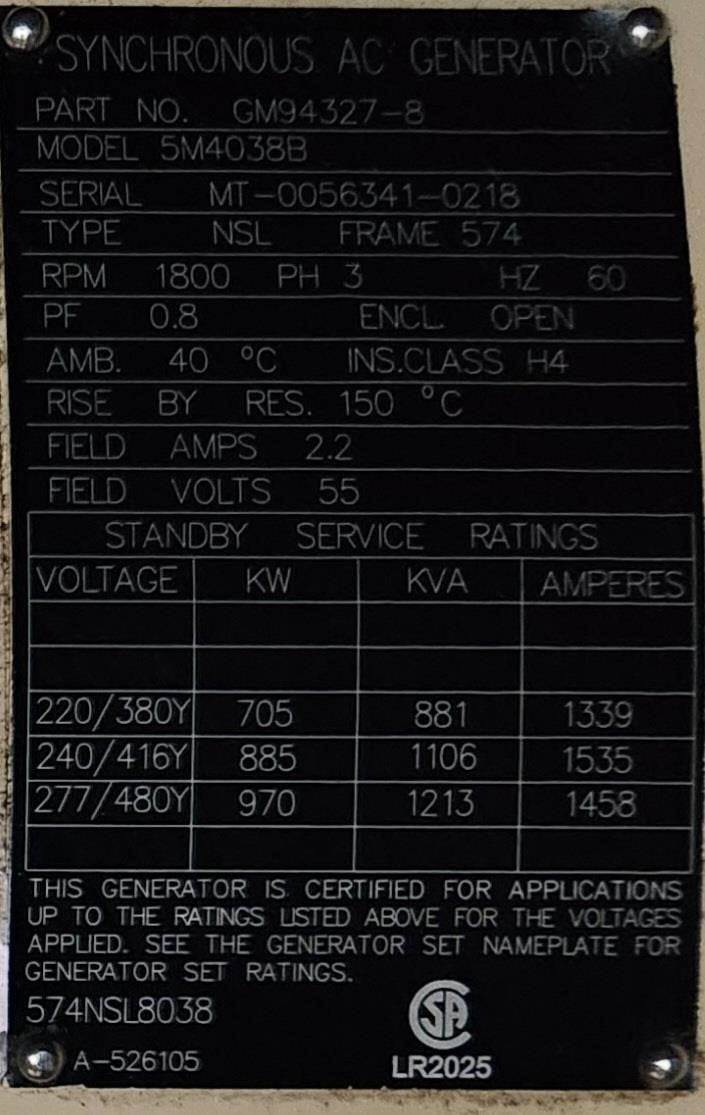 SYNCHRONOUS AC GENERATOR
PART NO. GM94327-8
MODEL 5M4038B
SERIAL MT-0056341-0218
TYPE NSL FRAME 574
RPM 1800 PH 3 HZ 60
PF 0.8 ENCL. OPEN
AMB. 40 °C INS.CLASS H4
RISE BY RES. 150 °C
FIELD AMPS 2.2
FIELD VOLTS 55
STANDBY SERVICE RATINGS
VOLTAGE KW KVA AMPERES
220/380Y 705 881 1339
240/416Y 885 1106 1535
277/480Y 970 1213 1458
THIS GENERATOR IS CERTIFIED FOR APPLICATIONS
UP TO THE RATINGS LISTED ABOVE FOR THE VOLTAGES
APPLIED. SEE THE GENERATOR SET NAMEPLATE FOR
GENERATOR SET RATINGS.
574NSL8038
A-526105
CSA
LR2025